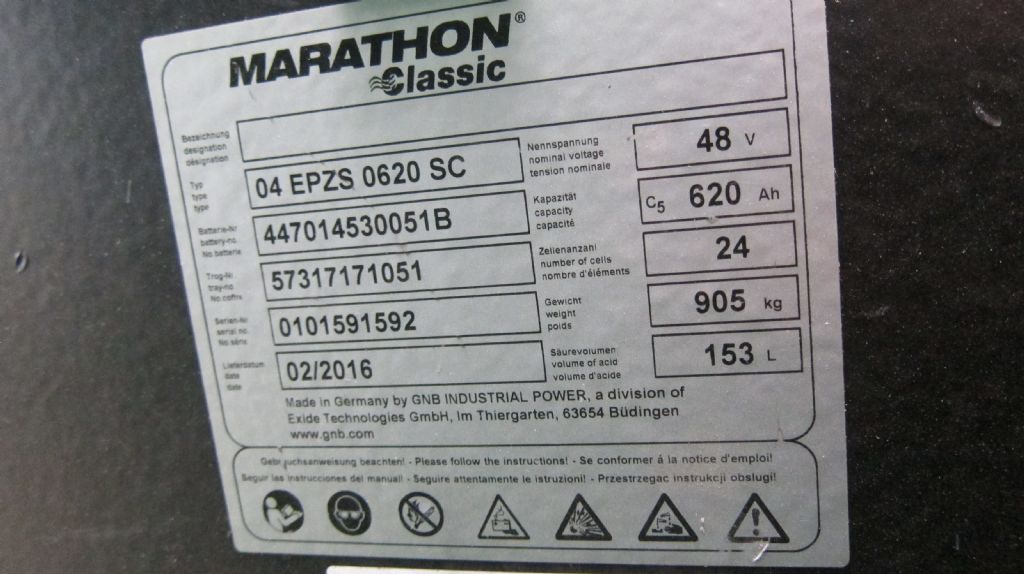 MARATHON®
Classic
Bezeichnung
designation
désignation
Typ
type
type
04 EPZS 0620 SC
Nennspannung
nominal voltage
tension nominale
48 V
Batterie-Nr
battery-no.
No batterie
447014530051B
Kapazität
capacity
capacité
C5 620 Ah
Trog-Nr.
tray-no
No.coffre
57317171051
Zellenanzahl
number of cells
nombre d'éléments
24
Serien-Nr
serial no.
No.série
0101591592
Gewicht
weight
poids
905 kg
Lieferdatum
date
date
02/2016
Säurevolumen
volume of acid
volume d'acide
153 L
Made in Germany by GNB INDUSTRIAL POWER, a division of
Exide Technologies GmbH, Im Thiergarten, 63654 Büdingen
www.gnb.com
Gebrauchsanweisung beachten! - Please follow the instructions! - Se conformer á la notice d'emploi!
Seguir las instrucciones del manual! - Seguire attentamente le istruzioni! - Przestrzegac instrukcji obslugi!